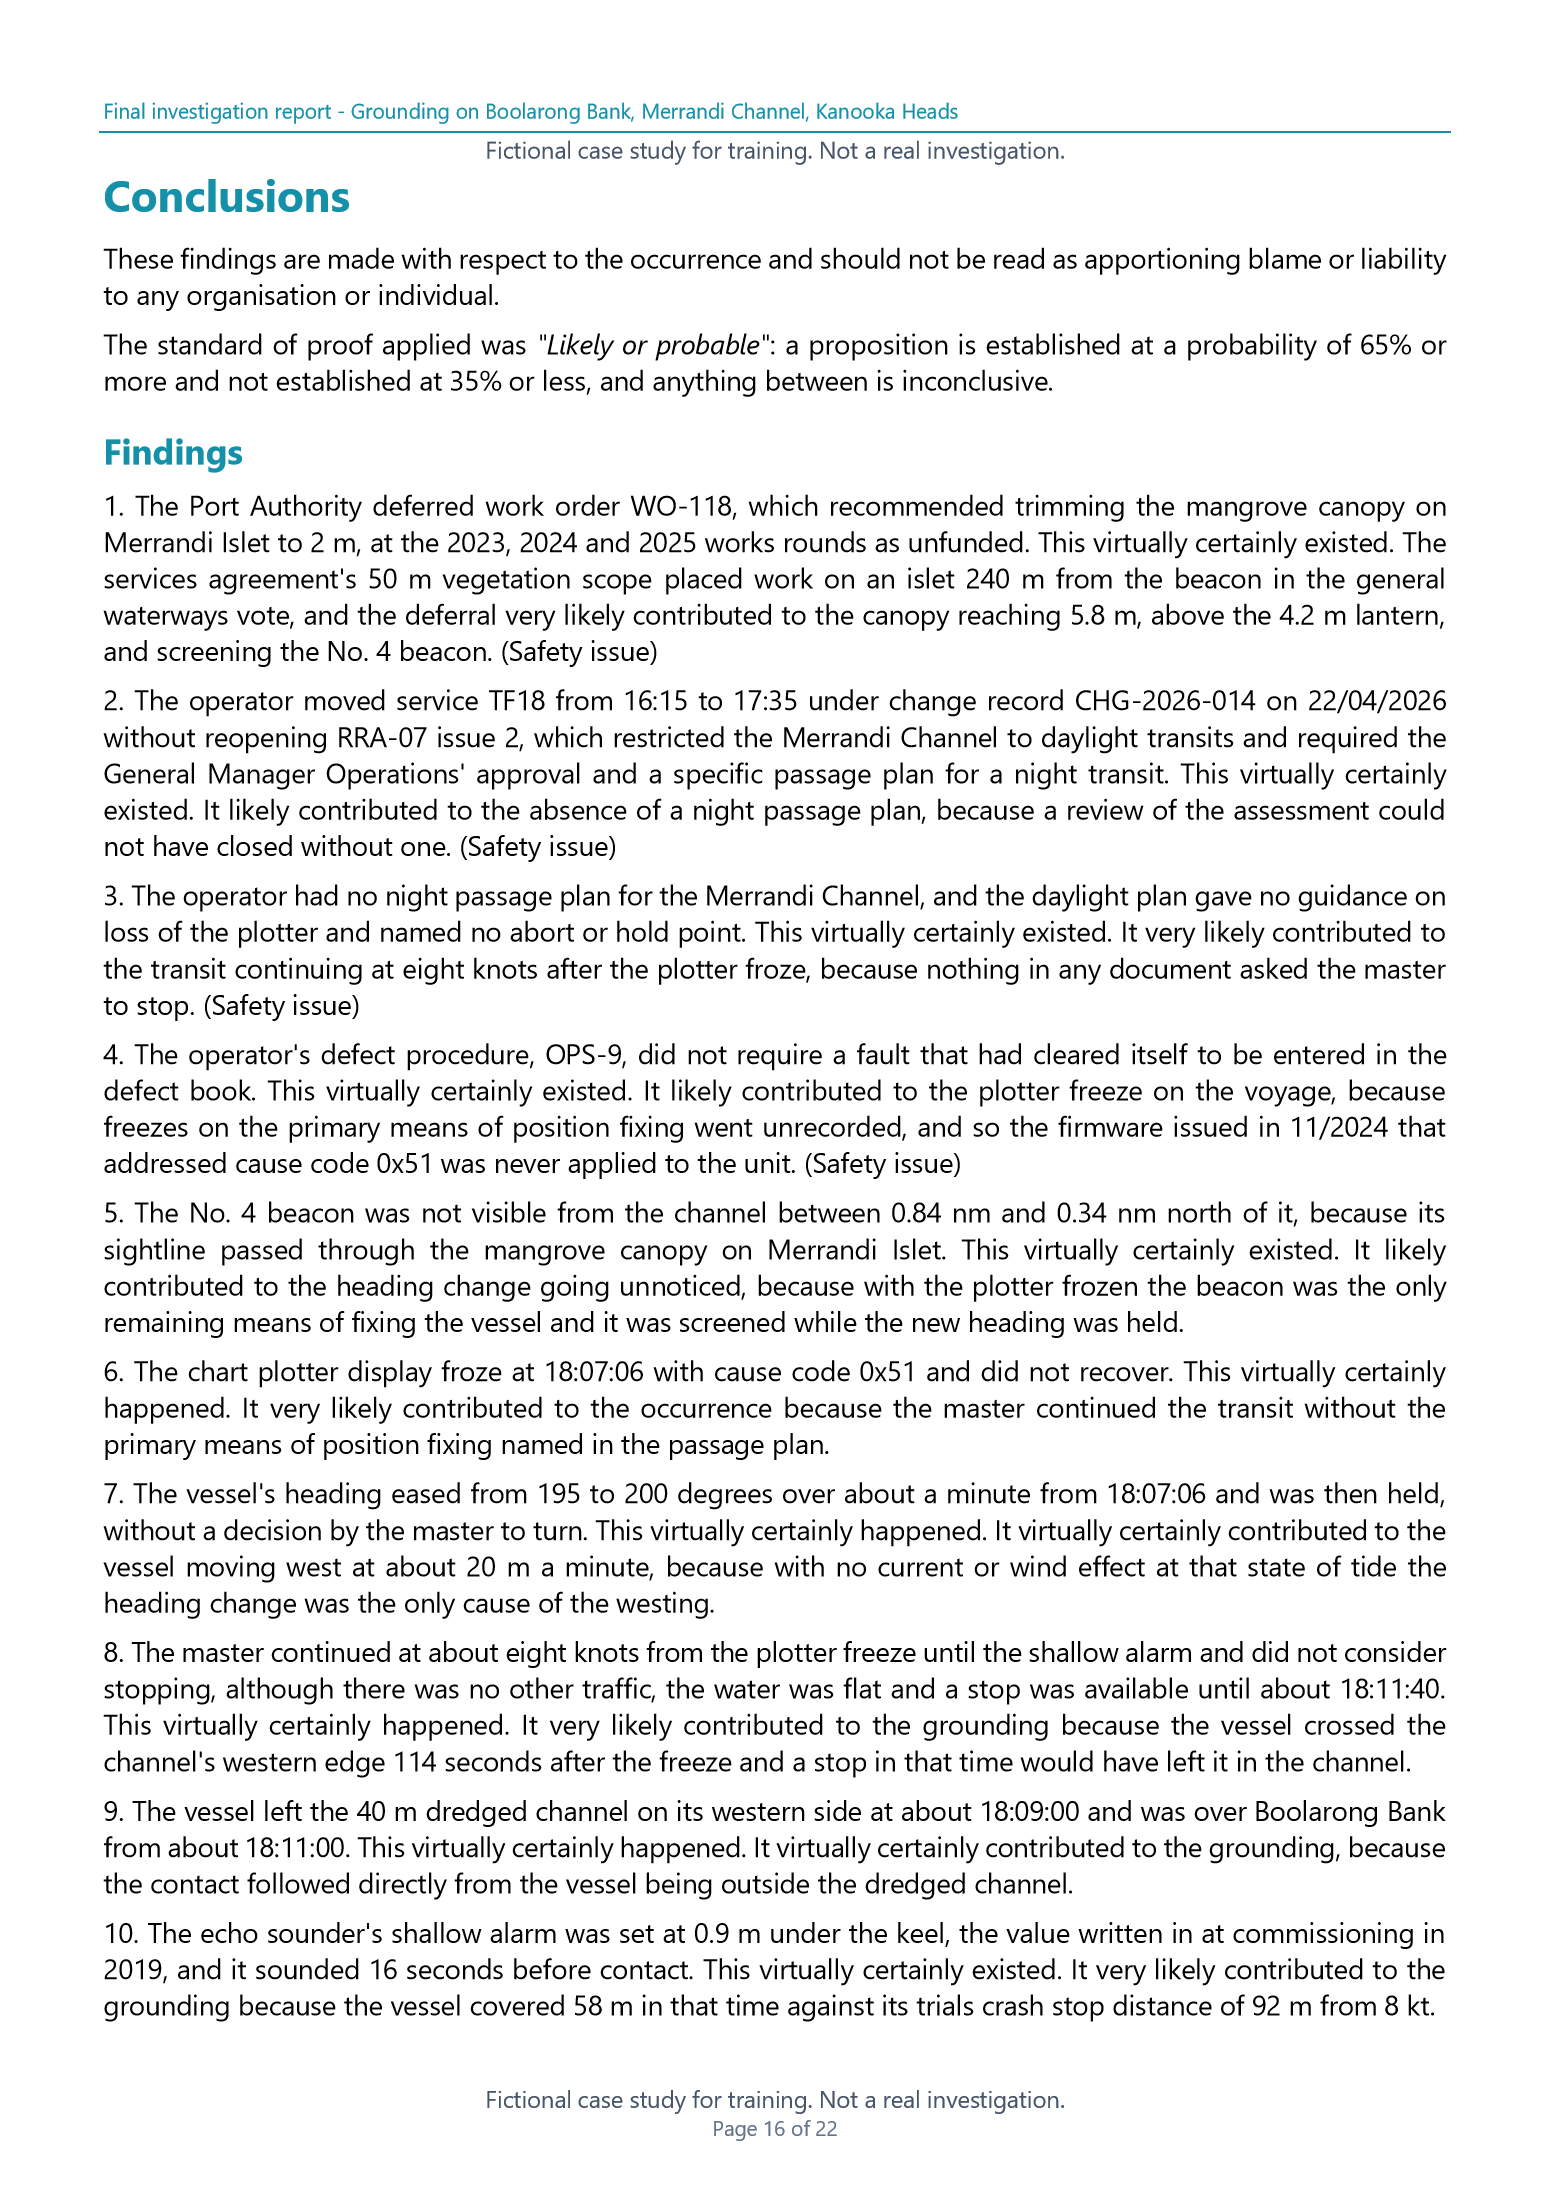 Final investigation report - Grounding on Boolarong Bank, Merrandi Channel, Kanooka Heads
Fictional case study for training. Not a real investigation.
Conclusions
These findings are made with respect to the occurrence and should not be read as apportioning blame or liability
to any organisation or individual.
The standard of proof applied was "Likely or probable": a proposition is established at a probability of 65% or
more and not established at 35% or less, and anything between is inconclusive.
Findings
1. The Port Authority deferred work order WO-118, which recommended trimming the mangrove canopy on
Merrandi Islet to 2 m, at the 2023, 2024 and 2025 works rounds as unfunded. This virtually certainly existed. The
services agreement's 50 m vegetation scope placed work on an islet 240 m from the beacon in the general
waterways vote, and the deferral very likely contributed to the canopy reaching 5.8 m, above the 4.2 m lantern,
and screening the No. 4 beacon. (Safety issue)
2. The operator moved service TF18 from 16:15 to 17:35 under change record CHG-2026-014 on 22/04/2026
without reopening RRA-07 issue 2, which restricted the Merrandi Channel to daylight transits and required the
General Manager Operations' approval and a specific passage plan for a night transit. This virtually certainly
existed. It likely contributed to the absence of a night passage plan, because a review of the assessment could
not have closed without one. (Safety issue)
3. The operator had no night passage plan for the Merrandi Channel, and the daylight plan gave no guidance on
loss of the plotter and named no abort or hold point. This virtually certainly existed. It very likely contributed to
the transit continuing at eight knots after the plotter froze, because nothing in any document asked the master
to stop. (Safety issue)
4. The operator's defect procedure, OPS-9, did not require a fault that had cleared itself to be entered in the
defect book. This virtually certainly existed. It likely contributed to the plotter freeze on the voyage, because
freezes on the primary means of position fixing went unrecorded, and so the firmware issued in 11/2024 that
addressed cause code 0x51 was never applied to the unit. (Safety issue)
5. The No. 4 beacon was not visible from the channel between 0.84 nm and 0.34 nm north of it, because its
sightline passed through the mangrove canopy on Merrandi Islet. This virtually certainly existed. It likely
contributed to the heading change going unnoticed, because with the plotter frozen the beacon was the only
remaining means of fixing the vessel and it was screened while the new heading was held.
6. The chart plotter display froze at 18:07:06 with cause code 0x51 and did not recover. This virtually certainly
happened. It very likely contributed to the occurrence because the master continued the transit without the
primary means of position fixing named in the passage plan.
7. The vessel's heading eased from 195 to 200 degrees over about a minute from 18:07:06 and was then held,
without a decision by the master to turn. This virtually certainly happened. It virtually certainly contributed to the
vessel moving west at about 20 m a minute, because with no current or wind effect at that state of tide the
heading change was the only cause of the westing.
8. The master continued at about eight knots from the plotter freeze until the shallow alarm and did not consider
stopping, although there was no other traffic, the water was flat and a stop was available until about 18:11:40.
This virtually certainly happened. It very likely contributed to the grounding because the vessel crossed the
channel's western edge 114 seconds after the freeze and a stop in that time would have left it in the channel.
9. The vessel left the 40 m dredged channel on its western side at about 18:09:00 and was over Boolarong Bank
from about 18:11:00. This virtually certainly happened. It virtually certainly contributed to the grounding, because
the contact followed directly from the vessel being outside the dredged channel.
10. The echo sounder's shallow alarm was set at 0.9 m under the keel, the value written in at commissioning in
2019, and it sounded 16 seconds before contact. This virtually certainly existed. It very likely contributed to the
grounding because the vessel covered 58 m in that time against its trials crash stop distance of 92 m from 8 kt.
Fictional case study for training. Not a real investigation.
Page 16 of 22